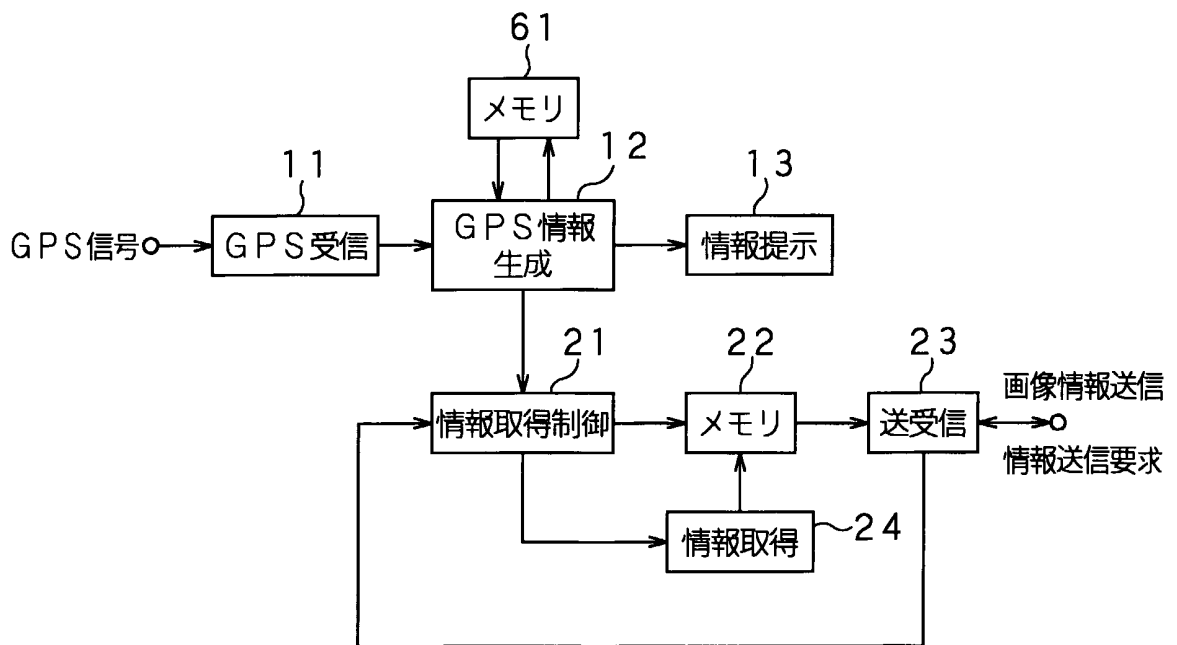 61
メモリ
11
12
13
GPS信号
GPS受信
GPS情報
生成
情報提示
21
22
23
情報取得制御
メモリ
送受信
画像情報送信
情報送信要求
情報取得
24